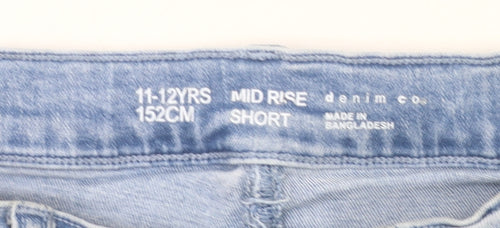 11-12YRS
152CM
MID RISE
SHORT
denim co.
MADE IN
BANGLADESH